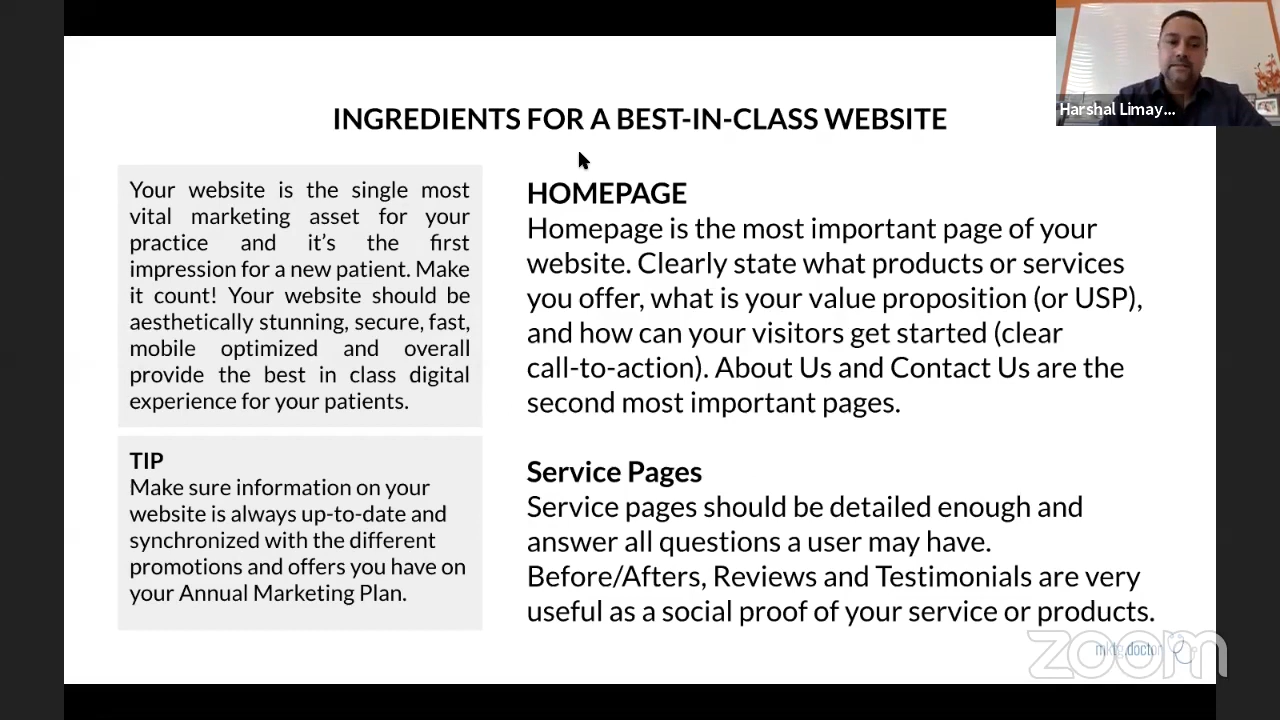 Harshal Limay...
INGREDIENTS FOR A BEST-IN-CLASS WEBSITE
Your website is the single most
vital marketing asset for your
practice and it’s the first
impression for a new patient. Make
it count! Your website should be
aesthetically stunning, secure, fast,
mobile optimized and overall
provide the best in class digital
experience for your patients.
TIP
Make sure information on your
website is always up-to-date and
synchronized with the different
promotions and offers you have on
your Annual Marketing Plan.
HOMEPAGE
Homepage is the most important page of your
website. Clearly state what products or services
you offer, what is your value proposition (or USP),
and how can your visitors get started (clear
call-to-action). About Us and Contact Us are the
second most important pages.
Service Pages
Service pages should be detailed enough and
answer all questions a user may have.
Before/Afters, Reviews and Testimonials are very
useful as a social proof of your service or products.
mktg.doctor
zoom